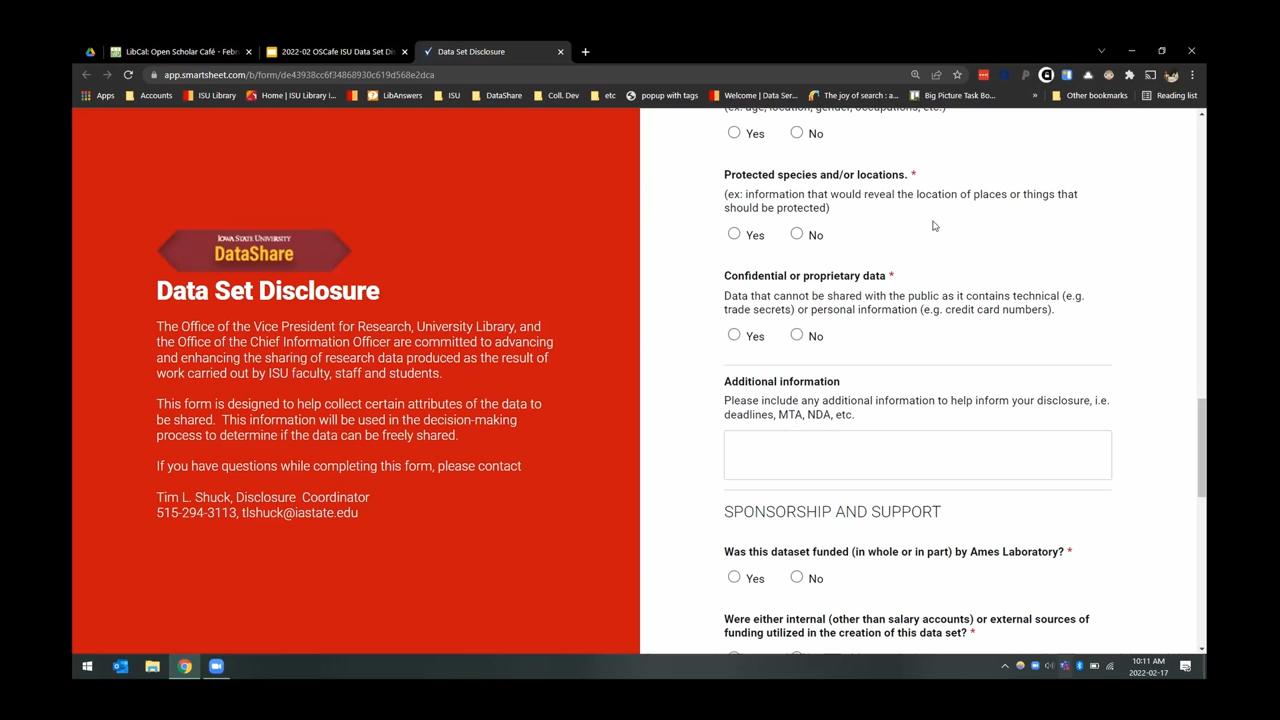 LibCal: Open Scholar Café - Febr
2022-02 OSCafe ISU Data Set Dis
Data Set Disclosure
app.smartsheet.com/b/form/de43938cc6f34868930c619d568e2dca
Apps
Accounts
ISU Library
Home | ISU Library i...
LibAnswers
ISU
DataShare
Coll. Dev
etc
popup with tags
Welcome | Data Ser...
The joy of search : a...
Big Picture Task Bo...
»
Other bookmarks
Reading list
IOWA STATE UNIVERSITY
DataShare
Data Set Disclosure
The Office of the Vice President for Research, University Library, and
the Office of the Chief Information Officer are committed to advancing
and enhancing the sharing of research data produced as the result of
work carried out by ISU faculty, staff and students.
This form is designed to help collect certain attributes of the data to
be shared. This information will be used in the decision-making
process to determine if the data can be freely shared.
If you have questions while completing this form, please contact
Tim L. Shuck, Disclosure Coordinator
515-294-3113, tlshuck@iastate.edu
(ex: age, location, gender, occupations, etc.)
Yes No
Protected species and/or locations. *
(ex: information that would reveal the location of places or things that
should be protected)
Yes No
Confidential or proprietary data *
Data that cannot be shared with the public as it contains technical (e.g.
trade secrets) or personal information (e.g. credit card numbers).
Yes No
Additional information
Please include any additional information to help inform your disclosure, i.e.
deadlines, MTA, NDA, etc.
SPONSORSHIP AND SUPPORT
Was this dataset funded (in whole or in part) by Ames Laboratory? *
Yes No
Were either internal (other than salary accounts) or external sources of
funding utilized in the creation of this data set? *
10:11 AM
2022-02-17